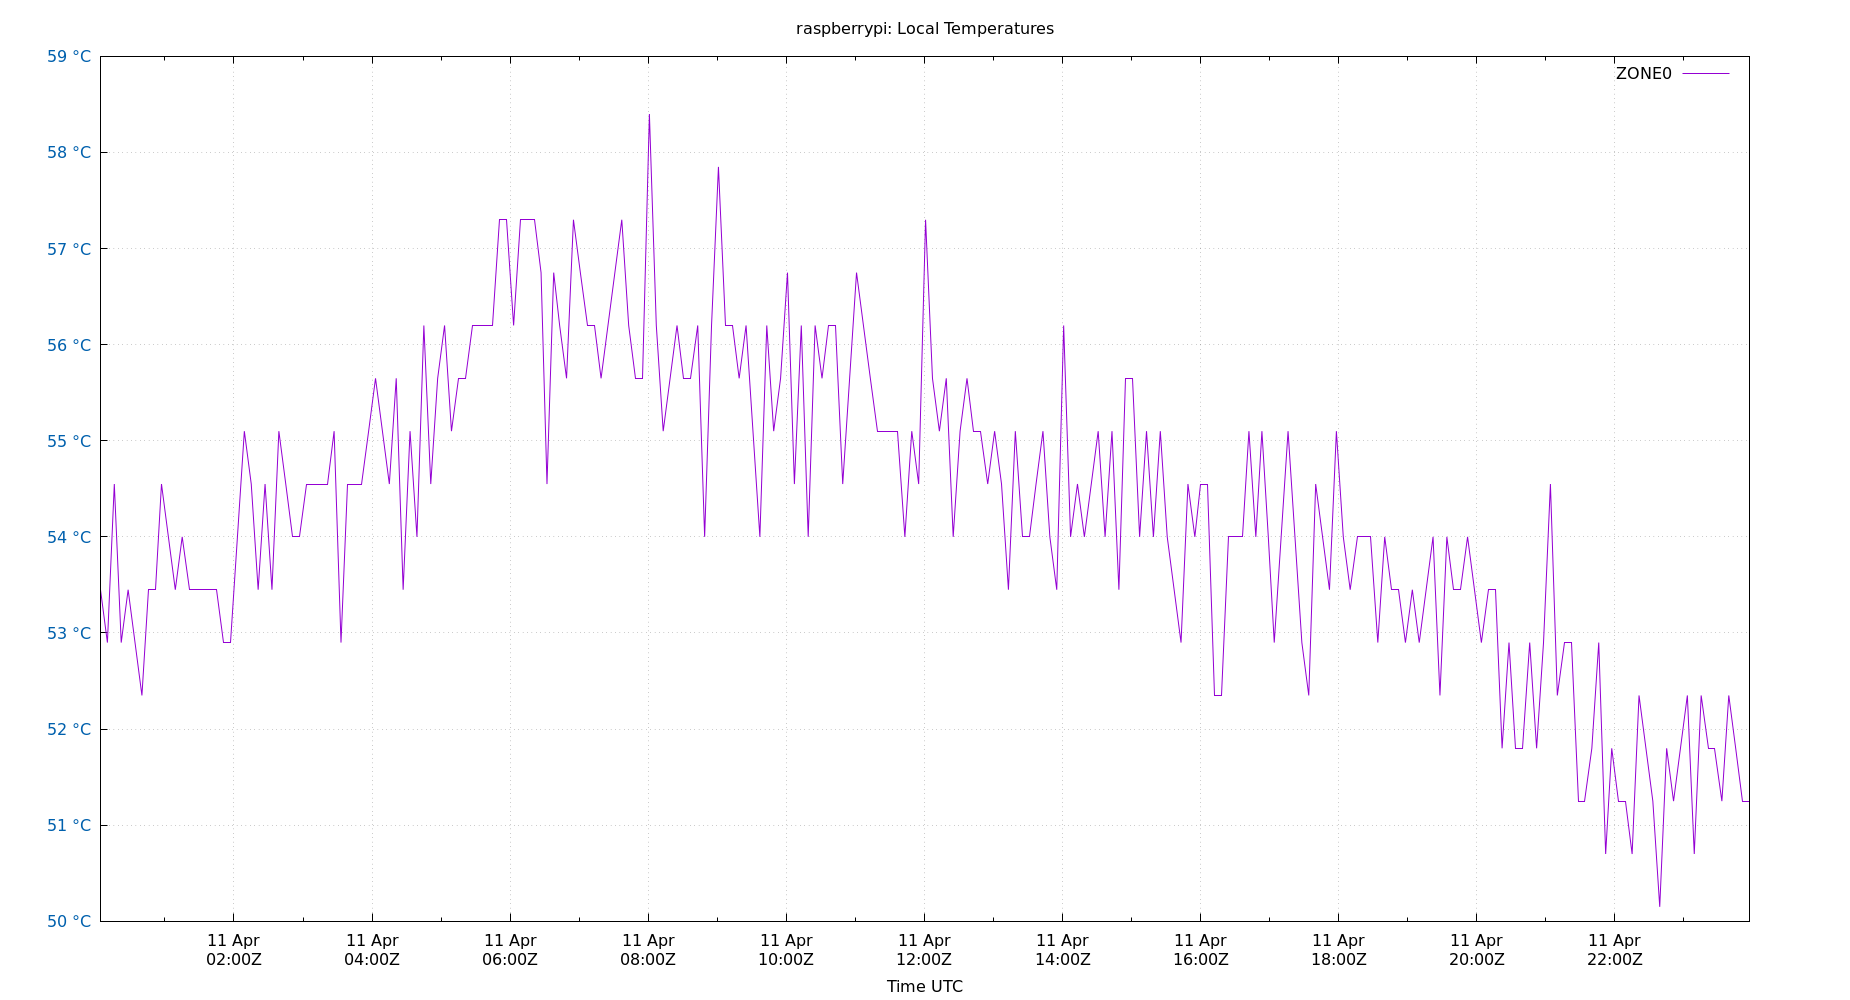 raspberrypi: Local Temperatures
59 °C
ZONE0
58 °C
57 °C
56 °C
55 °C
54 °C
53 °C
52 °C
51 °C
50 °C
11 Apr 11 Apr 11 Apr 11 Apr 11 Apr 11 Apr 11 Apr 11 Apr 11 Apr 11 Apr 11 Apr
02:00Z 04:00Z 06:00Z 08:00Z 10:00Z 12:00Z 14:00Z 16:00Z 18:00Z 20:00Z 22:00Z
Time UTC